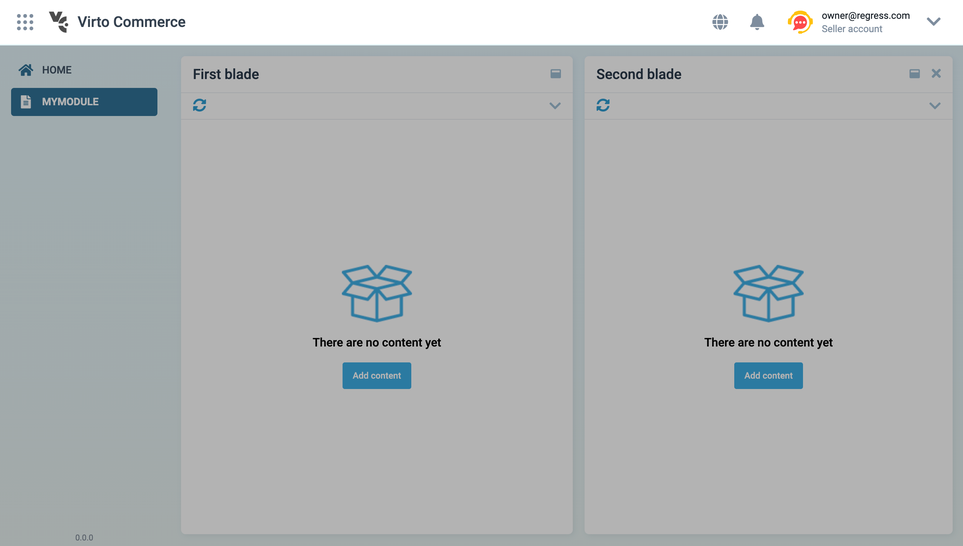 Virto Commerce
owner@regress.com
Seller account
HOME
MYMODULE
First blade
Second blade
There are no content yet
Add content
There are no content yet
Add content
0.0.0